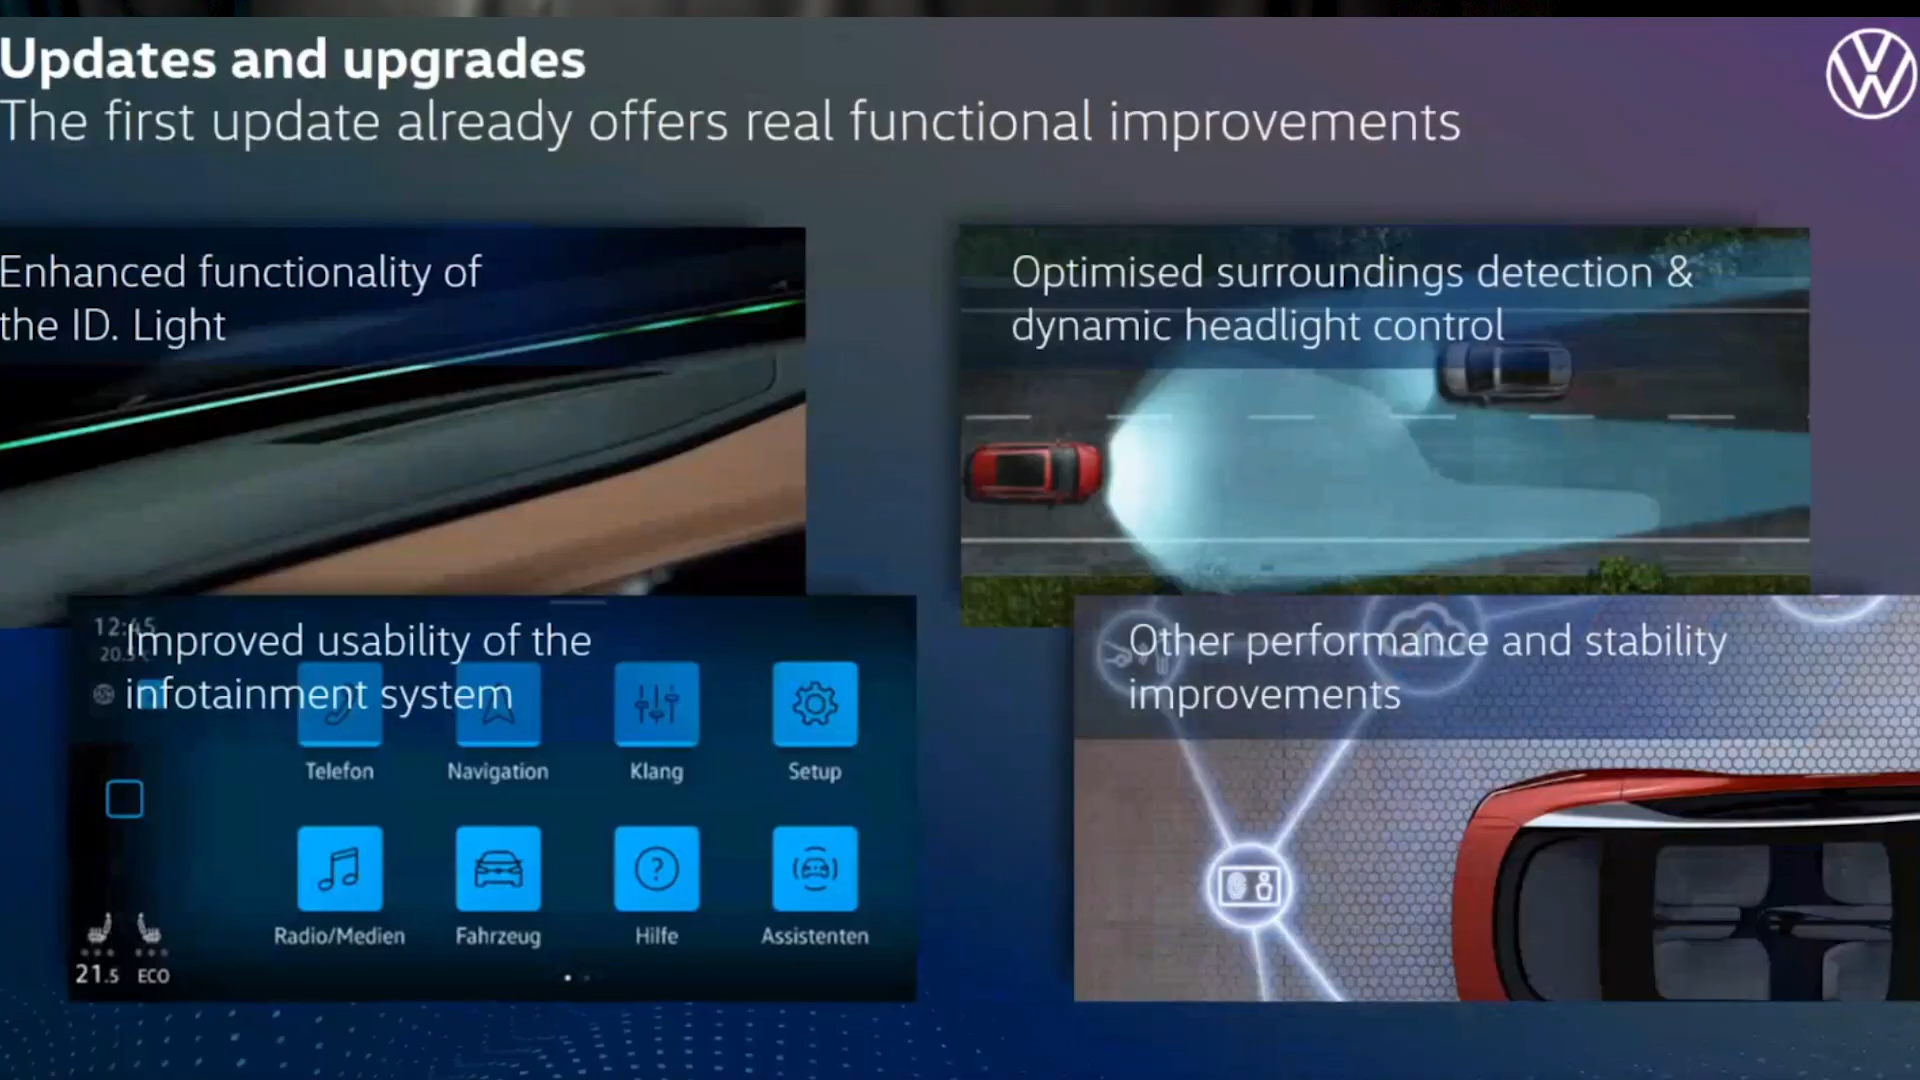 Updates and upgrades
The first update already offers real functional improvements
Enhanced functionality of
the ID. Light
Optimised surroundings detection &
dynamic headlight control
Improved usability of the
infotainment system
12:45
Telefon
Navigation
Klang
Setup
Radio/Medien
Fahrzeug
Hilfe
Assistenten
21.5 ECO
Other performance and stability
improvements